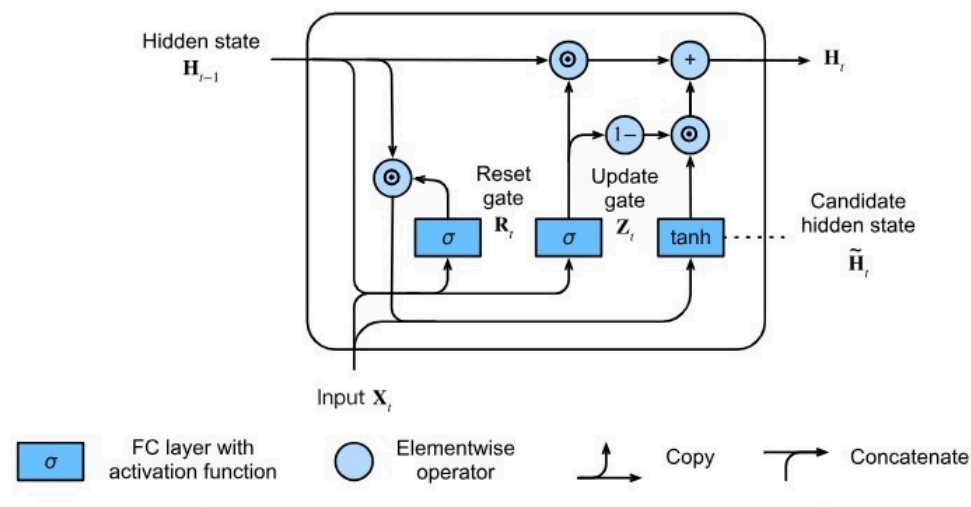 Hidden state
H_{t−1}
H_t
+
1−
Reset
gate
R_t
Update
gate
Z_t
Candidate
hidden state
H̃_t
σ
σ
tanh
Input X_t
σ
FC layer with
activation function
Elementwise
operator
Copy
Concatenate